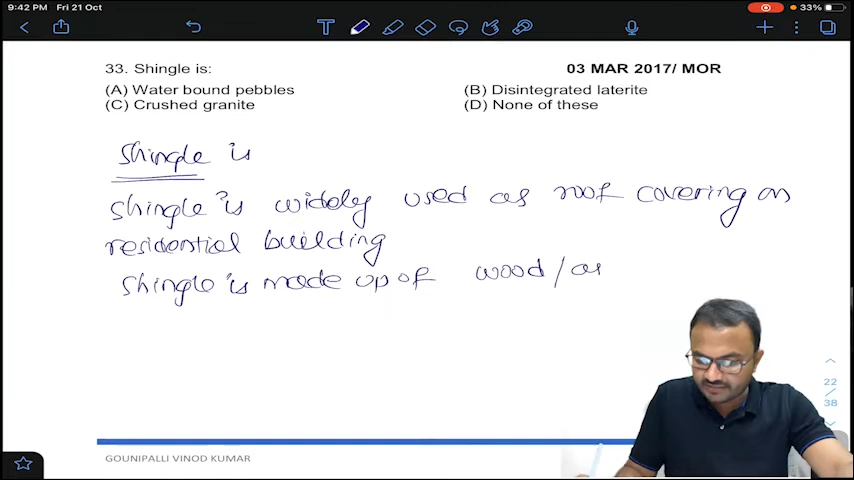 9:42 PM Fri 21 Oct
33%
33. Shingle is:
03 MAR 2017/ MOR
(A) Water bound pebbles
(B) Disintegrated laterite
(C) Crushed granite
(D) None of these
Shingle is
Shingle is widely used as roof covering on
residential building
Shingle is made up of wood/as
22
38
GOUNIPALLI VINOD KUMAR